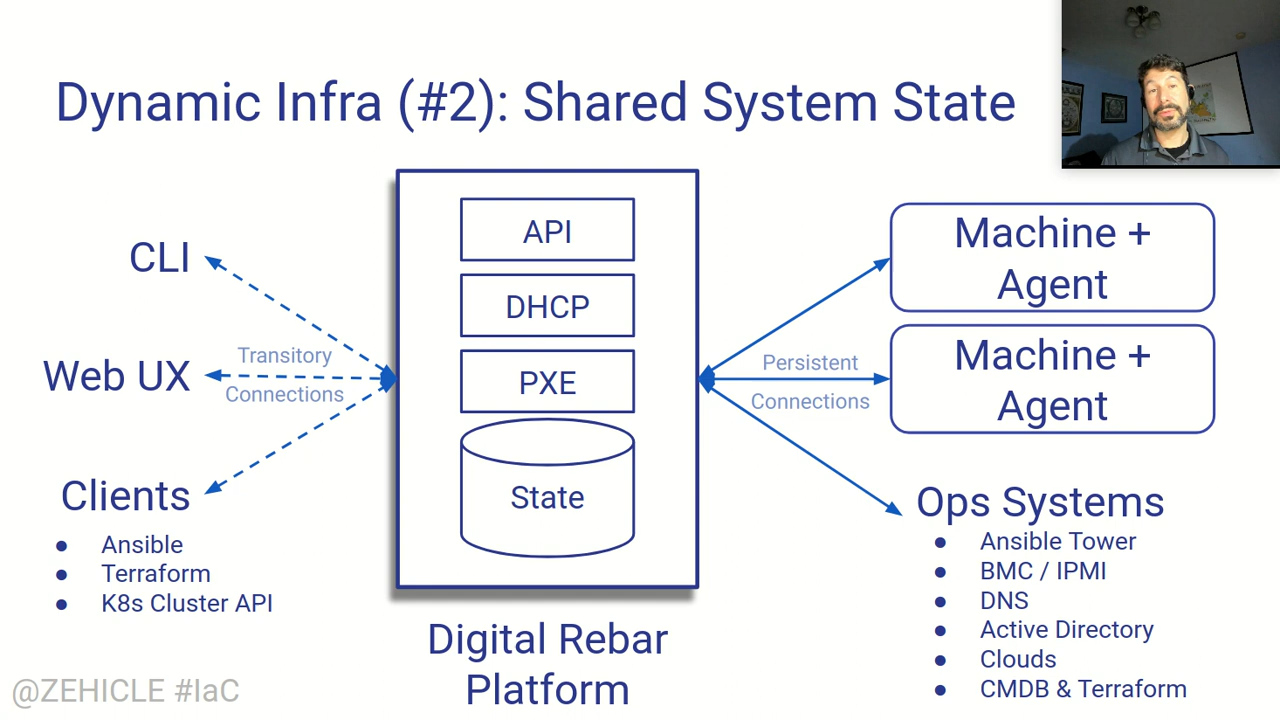 Dynamic Infra (#2): Shared System State
CLI
Web UX
Transitory
Connections
Clients
● Ansible
● Terraform
● K8s Cluster API
API
DHCP
PXE
State
Digital Rebar
Platform
Persistent
Connections
Machine +
Agent
Machine +
Agent
Ops Systems
● Ansible Tower
● BMC / IPMI
● DNS
● Active Directory
● Clouds
● CMDB & Terraform
@ZEHICLE #IaC